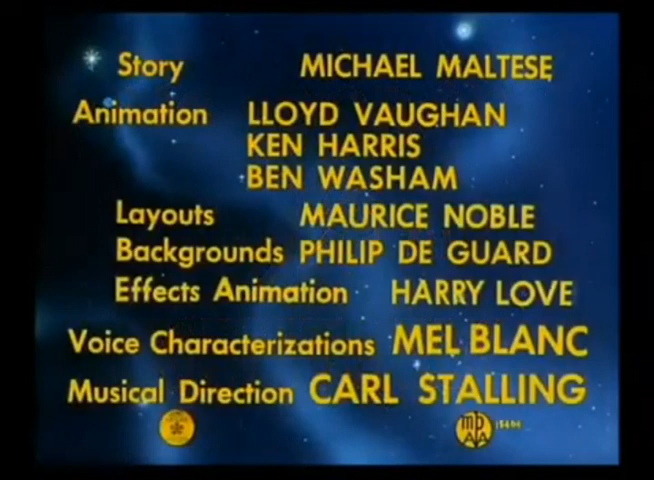 Story MICHAEL MALTESE
Animation LLOYD VAUGHAN
KEN HARRIS
BEN WASHAM
Layouts MAURICE NOBLE
Backgrounds PHILIP DE GUARD
Effects Animation HARRY LOVE
Voice Characterizations MEL BLANC
Musical Direction CARL STALLING